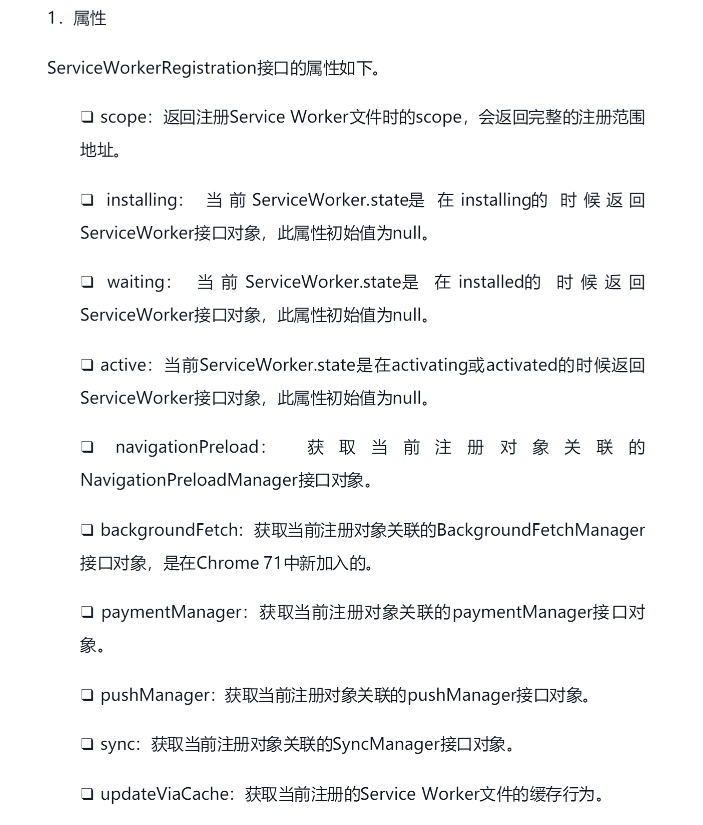 1．属性
ServiceWorkerRegistration接口的属性如下。
❏ scope：返回注册Service Worker文件时的scope，会返回完整的注册范围
地址。
❏ installing： 当前ServiceWorker.state是 在installing的 时候返回
ServiceWorker接口对象，此属性初始值为null。
❏ waiting： 当前ServiceWorker.state是 在installed的 时候返回
ServiceWorker接口对象，此属性初始值为null。
❏ active：当前ServiceWorker.state是在activating或activated的时候返回
ServiceWorker接口对象，此属性初始值为null。
❏ navigationPreload： 获取当前注册对象关联的
NavigationPreloadManager接口对象。
❏ backgroundFetch：获取当前注册对象关联的BackgroundFetchManager
接口对象，是在Chrome 71中新加入的。
❏ paymentManager：获取当前注册对象关联的paymentManager接口对
象。
❏ pushManager：获取当前注册对象关联的pushManager接口对象。
❏ sync：获取当前注册对象关联的SyncManager接口对象。
❏ updateViaCache：获取当前注册的Service Worker文件的缓存行为。